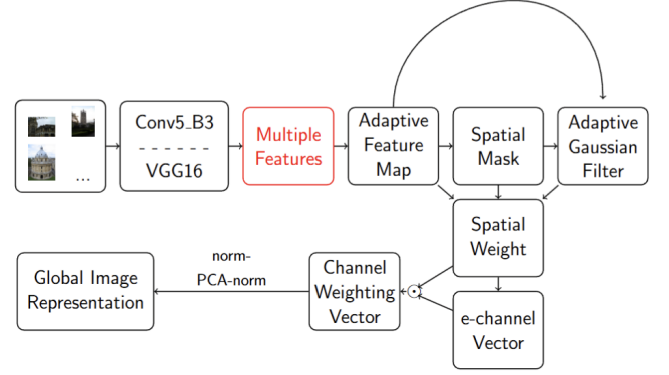 Conv5_B3
VGG16
Multiple
Features
Adaptive
Feature
Map
Spatial
Mask
Adaptive
Gaussian
Filter
...
Spatial
Weight
e-channel
Vector
Channel
Weighting
Vector
norm-
PCA-norm
Global Image
Representation